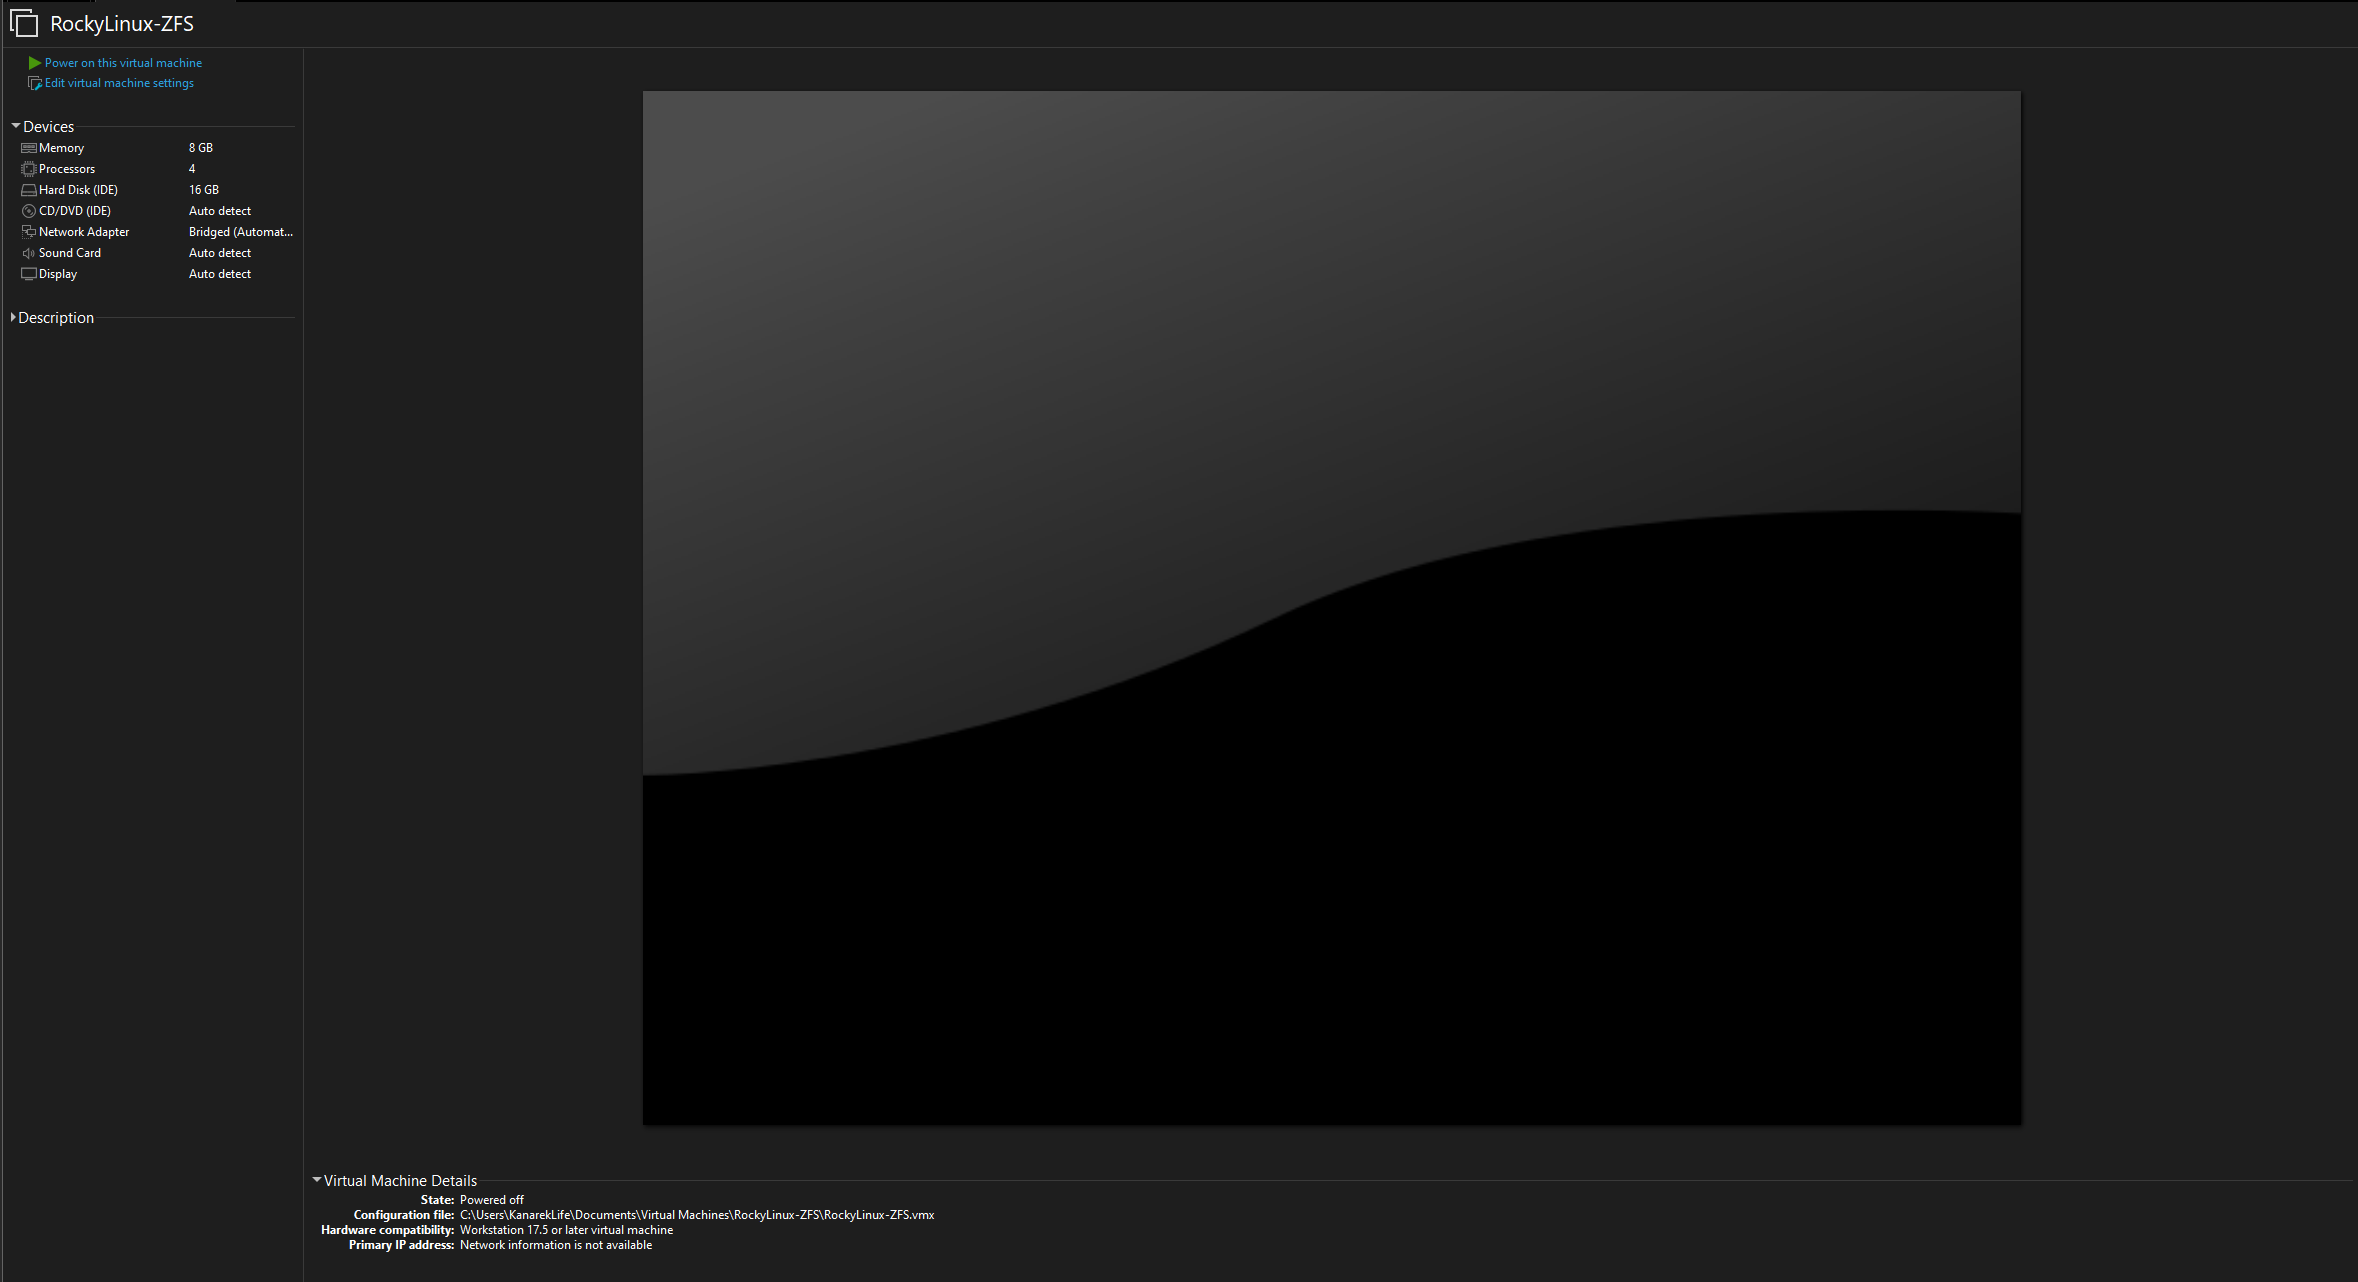 RockyLinux-ZFS
Power on this virtual machine
Edit virtual machine settings
Devices
Memory 8 GB
Processors 4
Hard Disk (IDE) 16 GB
CD/DVD (IDE) Auto detect
Network Adapter Bridged (Automat...
Sound Card Auto detect
Display Auto detect
Description
Virtual Machine Details
State: Powered off
Configuration file: C:\Users\KanarekLife\Documents\Virtual Machines\RockyLinux-ZFS\RockyLinux-ZFS.vmx
Hardware compatibility: Workstation 17.5 or later virtual machine
Primary IP address: Network information is not available